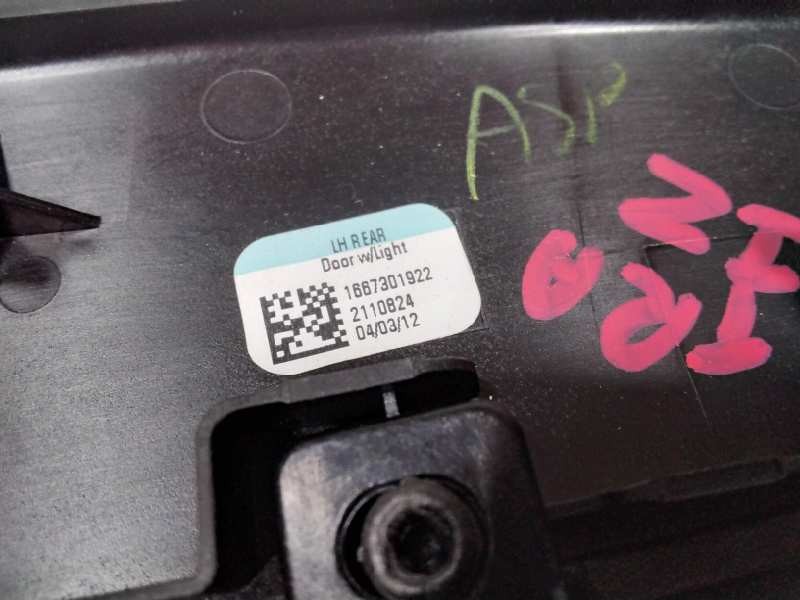 ASP
LH REAR
Door w/Light
1667301922
2110824
04/03/12